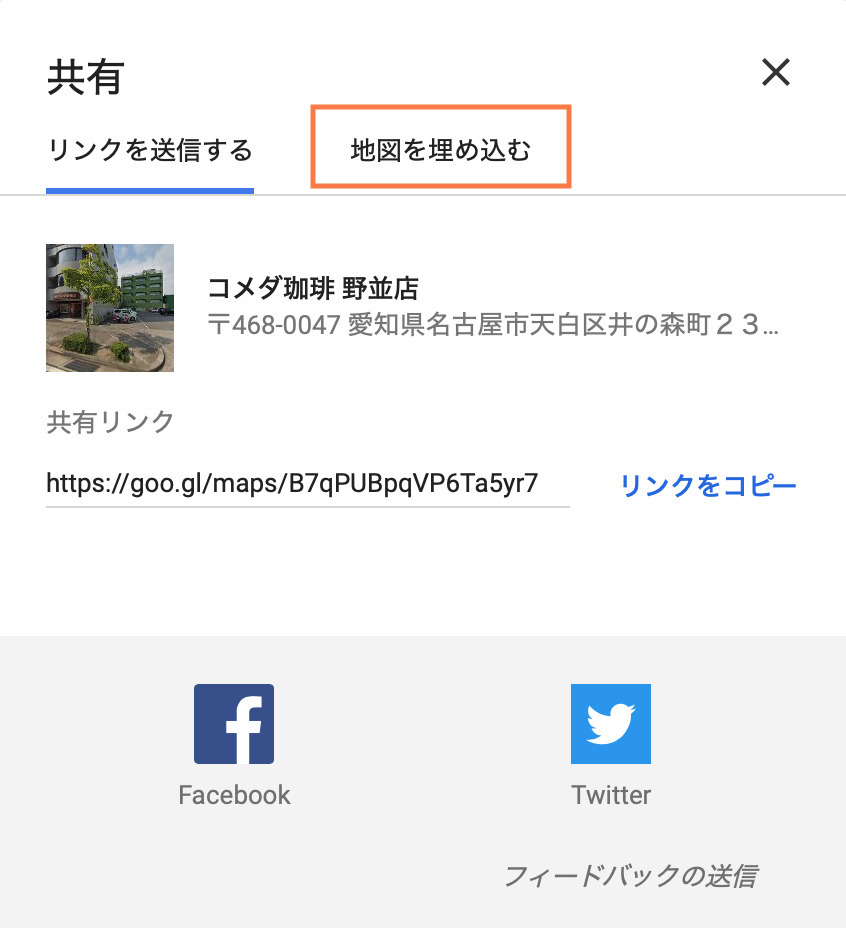 共有
リンクを送信する
地図を埋め込む
コメダ珈琲 野並店
〒468-0047 愛知県名古屋市天白区井の森町２３...
共有リンク
https://goo.gl/maps/B7qPUBpqVP6Ta5yr7
リンクをコピー
Facebook
Twitter
フィードバックの送信